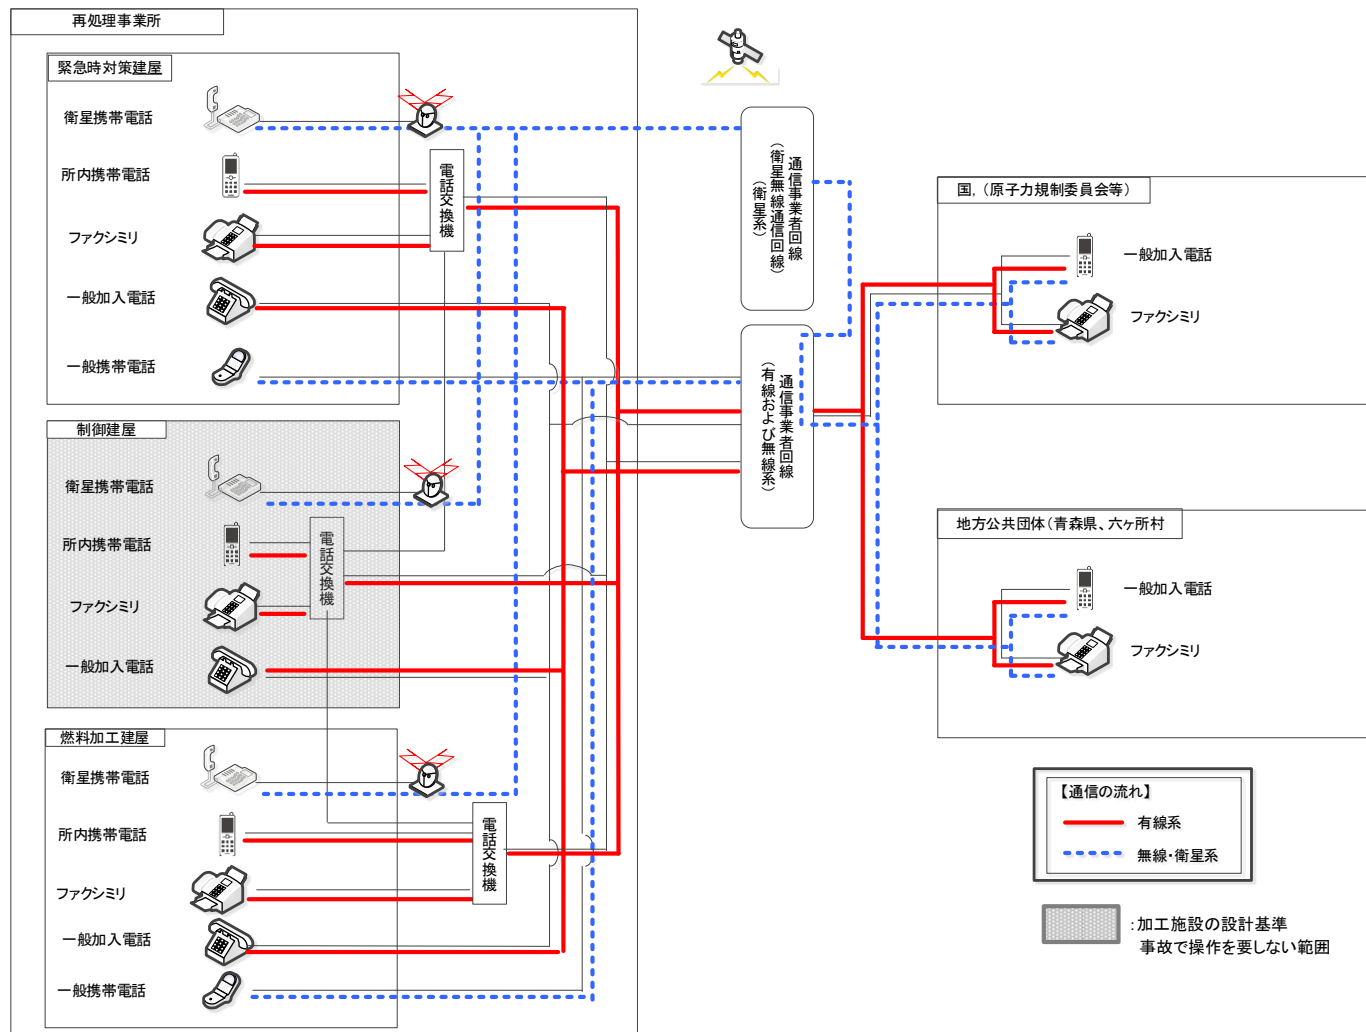 再処理事業所
緊急時対策建屋
衛星携帯電話
所内携帯電話
ファクシミリ
一般加入電話
一般携帯電話
電話交換機
制御建屋
衛星携帯電話
所内携帯電話
ファクシミリ
一般加入電話
電話交換機
燃料加工建屋
衛星携帯電話
所内携帯電話
ファクシミリ
一般加入電話
一般携帯電話
電話交換機
通信事業者回線
(衛星無線通信回線)
(衛星系)
通信事業者回線
(有線および無線系)
国,（原子力規制委員会等）
一般加入電話
ファクシミリ
地方公共団体(青森県、六ヶ所村
一般加入電話
ファクシミリ
【通信の流れ】
有線系
無線・衛星系
:加工施設の設計基準
事故で操作を要しない範囲